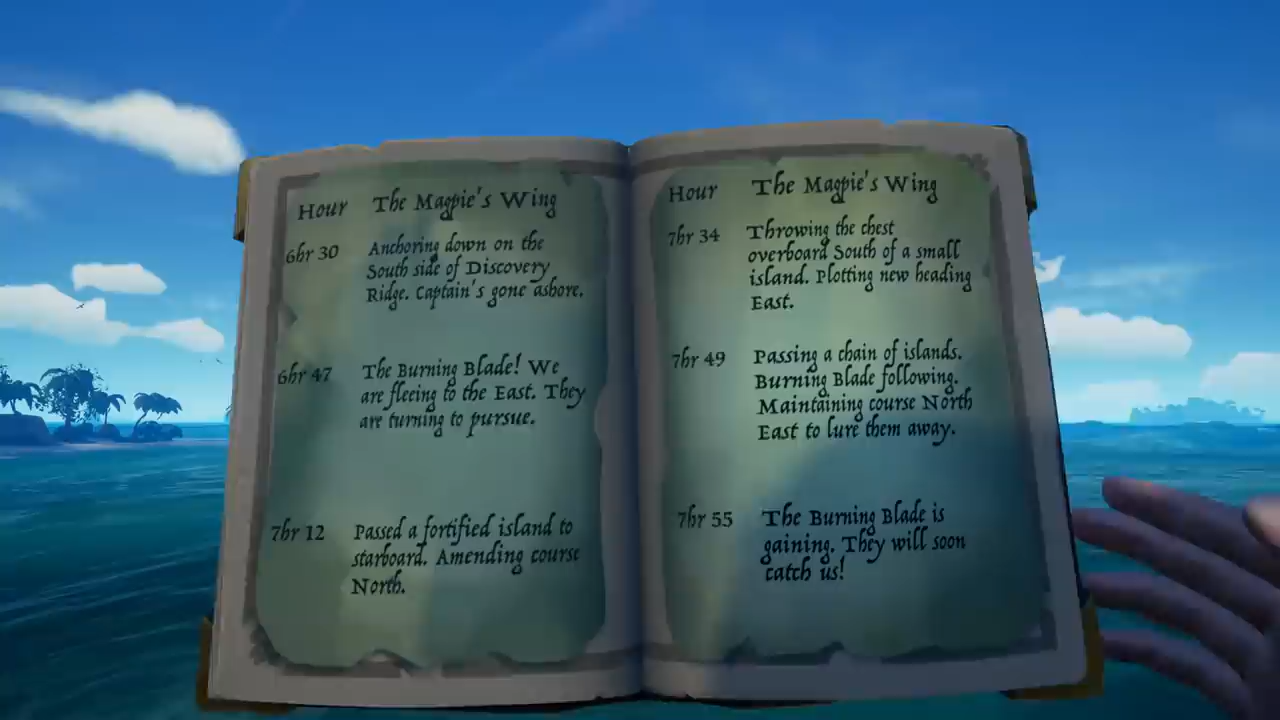 Hour The Magpie's Wing
6hr 30 Anchoring down on the
South side of Discovery
Ridge. Captain's gone ashore.
6hr 47 The Burning Blade! We
are fleeing to the East. They
are turning to pursue.
7hr 12 Passed a fortified island to
starboard. Amending course
North.
Hour The Magpie's Wing
7hr 34 Throwing the chest
overboard South of a small
island. Plotting new heading
East.
7hr 49 Passing a chain of islands.
Burning Blade following.
Maintaining course North
East to lure them away.
7hr 55 The Burning Blade is
gaining. They will soon
catch us!